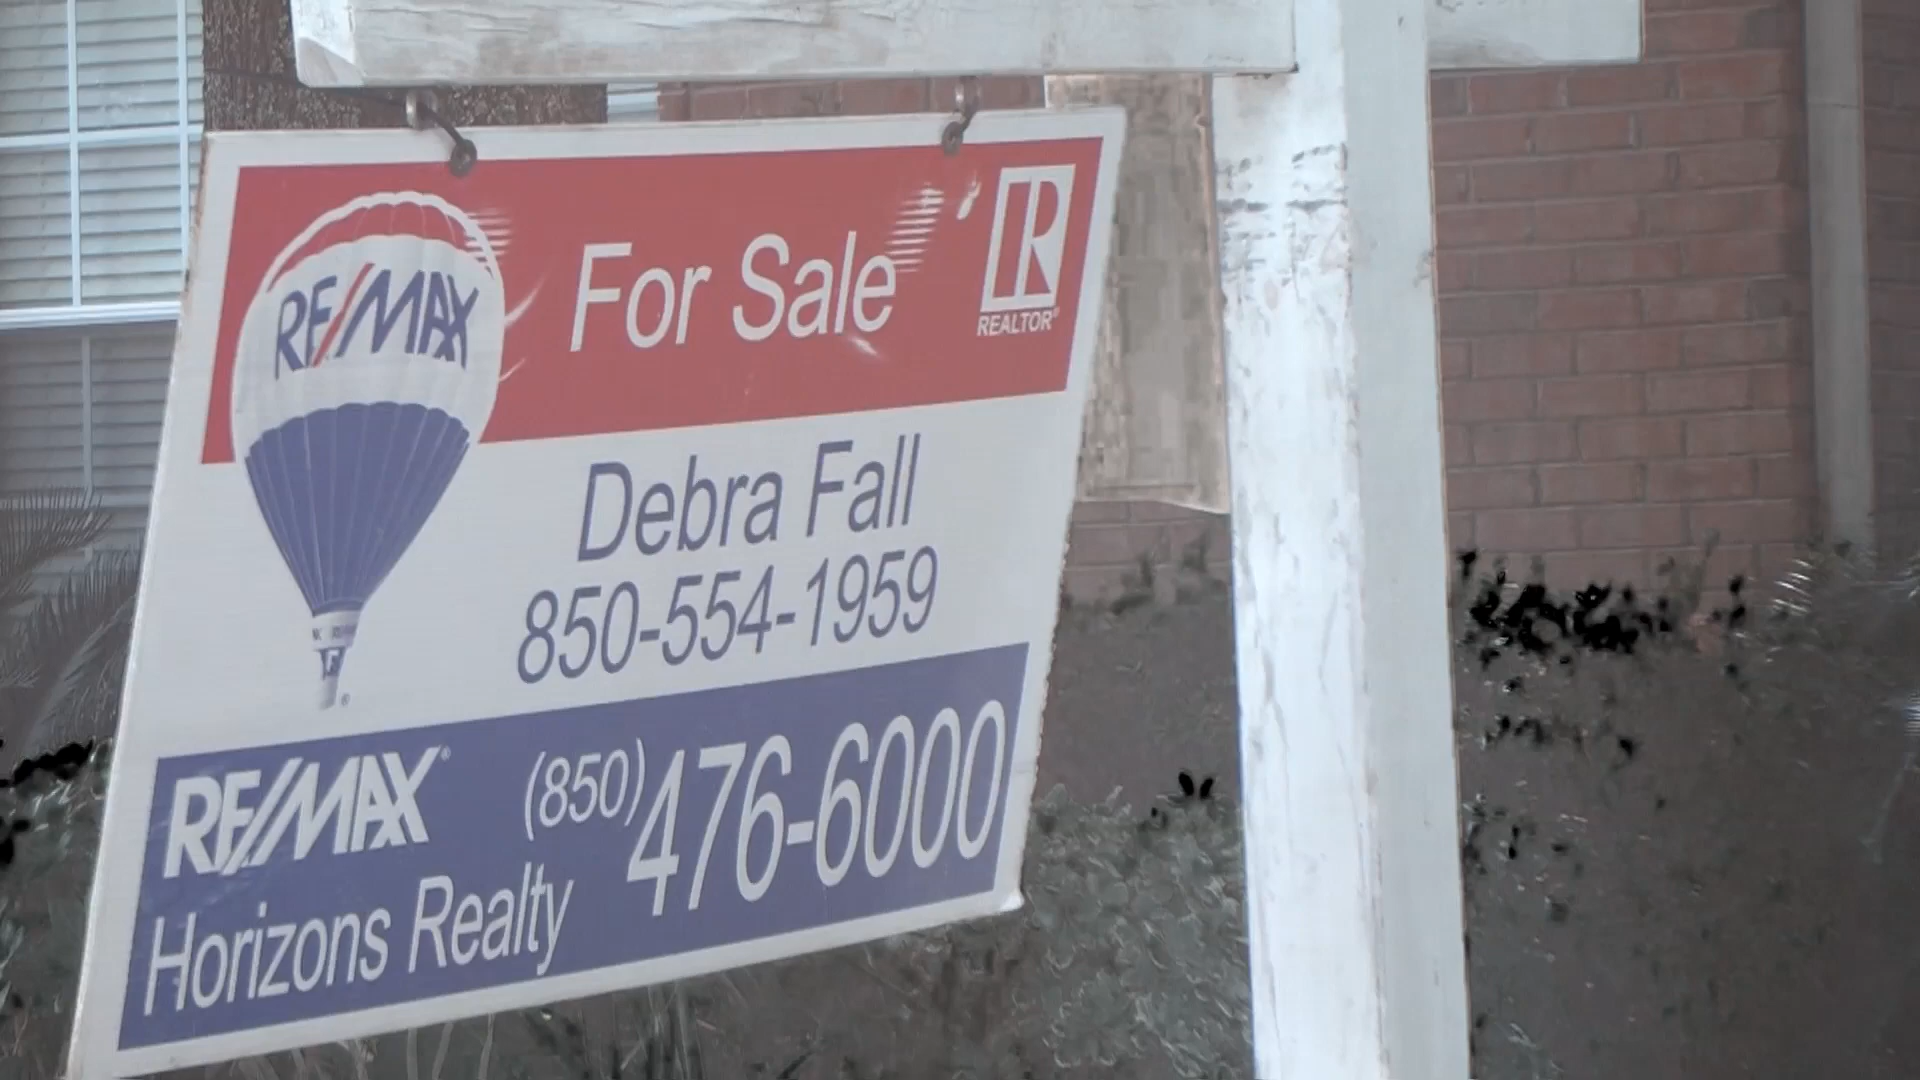 RE/MAX
For Sale
REALTOR®
Debra Fall
850-554-1959
RE/MAX®
(850) 476-6000
Horizons Realty